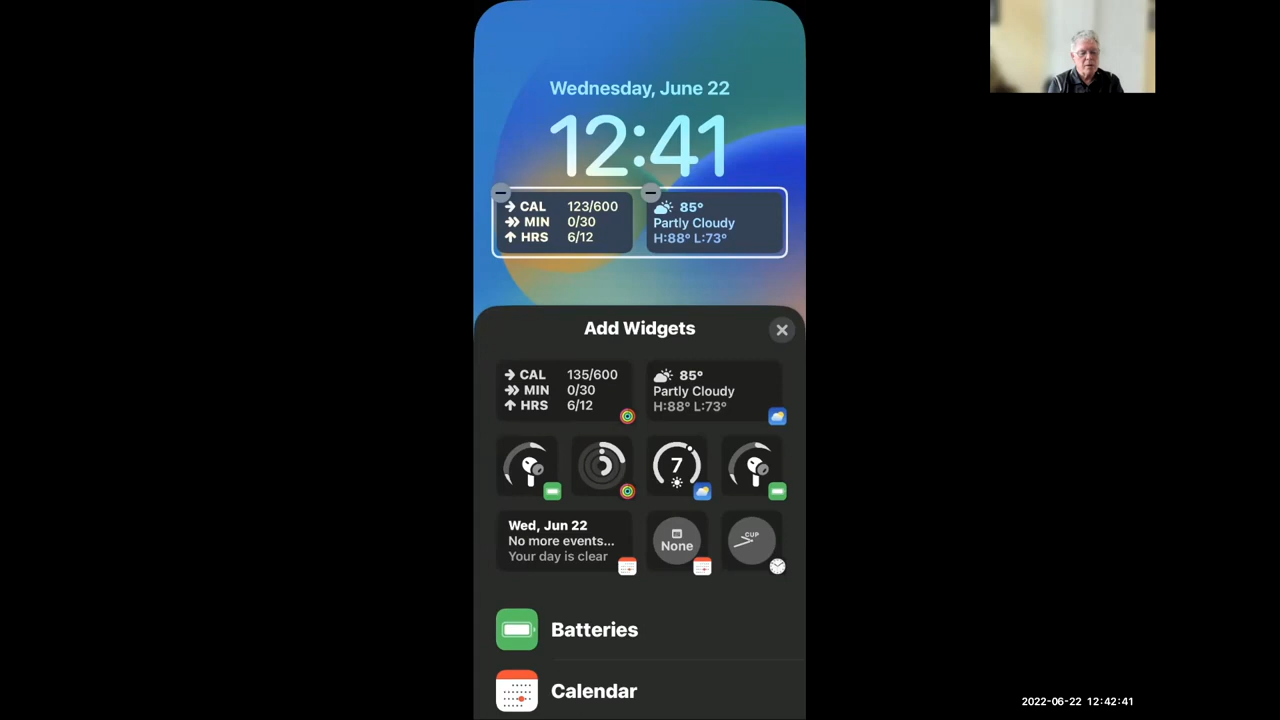 Wednesday, June 22
12:41
CAL 123/600
MIN 0/30
HRS 6/12
85°
Partly Cloudy
H:88° L:73°
Add Widgets
CAL 135/600
MIN 0/30
HRS 6/12
85°
Partly Cloudy
H:88° L:73°
7
Wed, Jun 22
No more events...
Your day is clear
None
CUP
Batteries
Calendar
2022-06-22 12:42:41